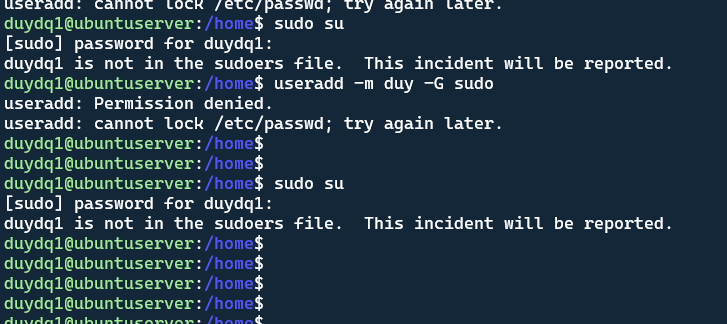 useradd: cannot lock /etc/passwd; try again later.
duydq1@ubuntuserver:/home$ sudo su
[sudo] password for duydq1:
duydq1 is not in the sudoers file.  This incident will be reported.
duydq1@ubuntuserver:/home$ useradd -m duy -G sudo
useradd: Permission denied.
useradd: cannot lock /etc/passwd; try again later.
duydq1@ubuntuserver:/home$
duydq1@ubuntuserver:/home$
duydq1@ubuntuserver:/home$ sudo su
[sudo] password for duydq1:
duydq1 is not in the sudoers file.  This incident will be reported.
duydq1@ubuntuserver:/home$
duydq1@ubuntuserver:/home$
duydq1@ubuntuserver:/home$
duydq1@ubuntuserver:/home$
duydq1@ubuntuserver:/home$